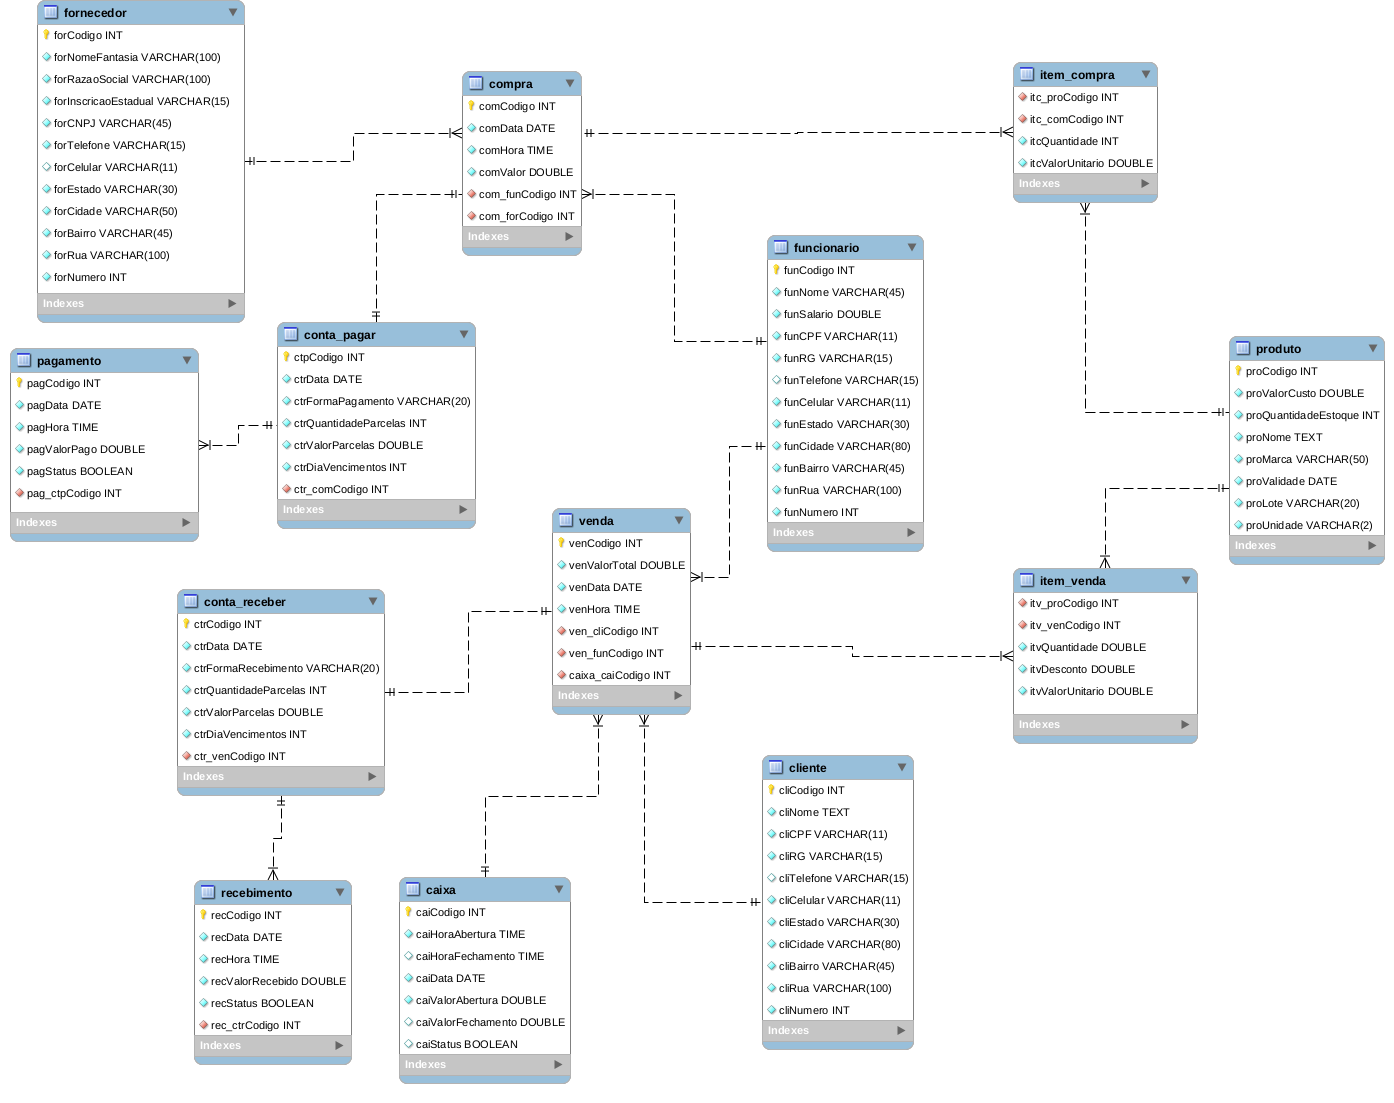 fornecedor
forCodigo INT
forNomeFantasia VARCHAR(100)
forRazaoSocial VARCHAR(100)
forInscricaoEstadual VARCHAR(15)
forCNPJ VARCHAR(45)
forTelefone VARCHAR(15)
forCelular VARCHAR(11)
forEstado VARCHAR(30)
forCidade VARCHAR(50)
forBairro VARCHAR(45)
forRua VARCHAR(100)
forNumero INT
Indexes
compra
comCodigo INT
comData DATE
comHora TIME
comValor DOUBLE
com_funCodigo INT
com_forCodigo INT
Indexes
item_compra
itc_proCodigo INT
itc_comCodigo INT
itcQuantidade INT
itcValorUnitario DOUBLE
Indexes
funcionario
funCodigo INT
funNome VARCHAR(45)
funSalario DOUBLE
funCPF VARCHAR(11)
funRG VARCHAR(15)
funTelefone VARCHAR(15)
funCelular VARCHAR(11)
funEstado VARCHAR(30)
funCidade VARCHAR(80)
funBairro VARCHAR(45)
funRua VARCHAR(100)
funNumero INT
Indexes
conta_pagar
ctpCodigo INT
ctrData DATE
ctrFormaPagamento VARCHAR(20)
ctrQuantidadeParcelas INT
ctrValorParcelas DOUBLE
ctrDiaVencimentos INT
ctr_comCodigo INT
Indexes
pagamento
pagCodigo INT
pagData DATE
pagHora TIME
pagValorPago DOUBLE
pagStatus BOOLEAN
pag_ctpCodigo INT
Indexes
produto
proCodigo INT
proValorCusto DOUBLE
proQuantidadeEstoque INT
proNome TEXT
proMarca VARCHAR(50)
proValidade DATE
proLote VARCHAR(20)
proUnidade VARCHAR(2)
Indexes
venda
venCodigo INT
venValorTotal DOUBLE
venData DATE
venHora TIME
ven_cliCodigo INT
ven_funCodigo INT
caixa_caiCodigo INT
Indexes
item_venda
itv_proCodigo INT
itv_venCodigo INT
itvQuantidade DOUBLE
itvDesconto DOUBLE
itvValorUnitario DOUBLE
Indexes
conta_receber
ctrCodigo INT
ctrData DATE
ctrFormaRecebimento VARCHAR(20)
ctrQuantidadeParcelas INT
ctrValorParcelas DOUBLE
ctrDiaVencimentos INT
ctr_venCodigo INT
Indexes
cliente
cliCodigo INT
cliNome TEXT
cliCPF VARCHAR(11)
cliRG VARCHAR(15)
cliTelefone VARCHAR(15)
cliCelular VARCHAR(11)
cliEstado VARCHAR(30)
cliCidade VARCHAR(80)
cliBairro VARCHAR(45)
cliRua VARCHAR(100)
cliNumero INT
Indexes
recebimento
recCodigo INT
recData DATE
recHora TIME
recValorRecebido DOUBLE
recStatus BOOLEAN
rec_ctrCodigo INT
Indexes
caixa
caiCodigo INT
caiHoraAbertura TIME
caiHoraFechamento TIME
caiData DATE
caiValorAbertura DOUBLE
caiValorFechamento DOUBLE
caiStatus BOOLEAN
Indexes